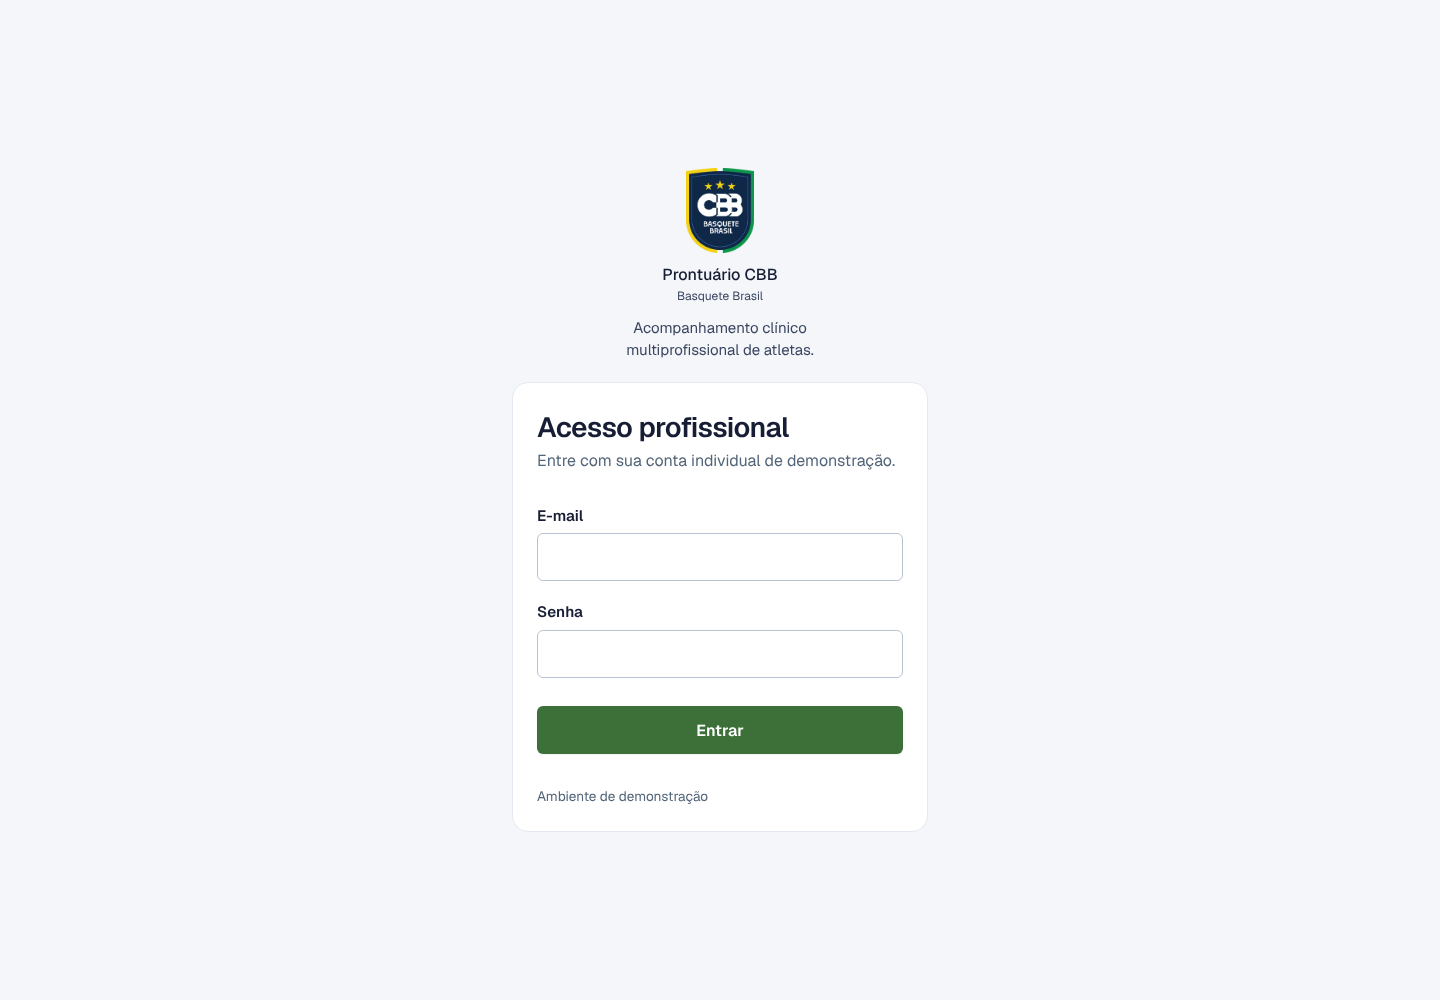 CBB
BASQUETE
BRASIL
Prontuário CBB
Basquete Brasil
Acompanhamento clínico
multiprofissional de atletas.
Acesso profissional
Entre com sua conta individual de demonstração.
E-mail
Senha
Entrar
Ambiente de demonstração